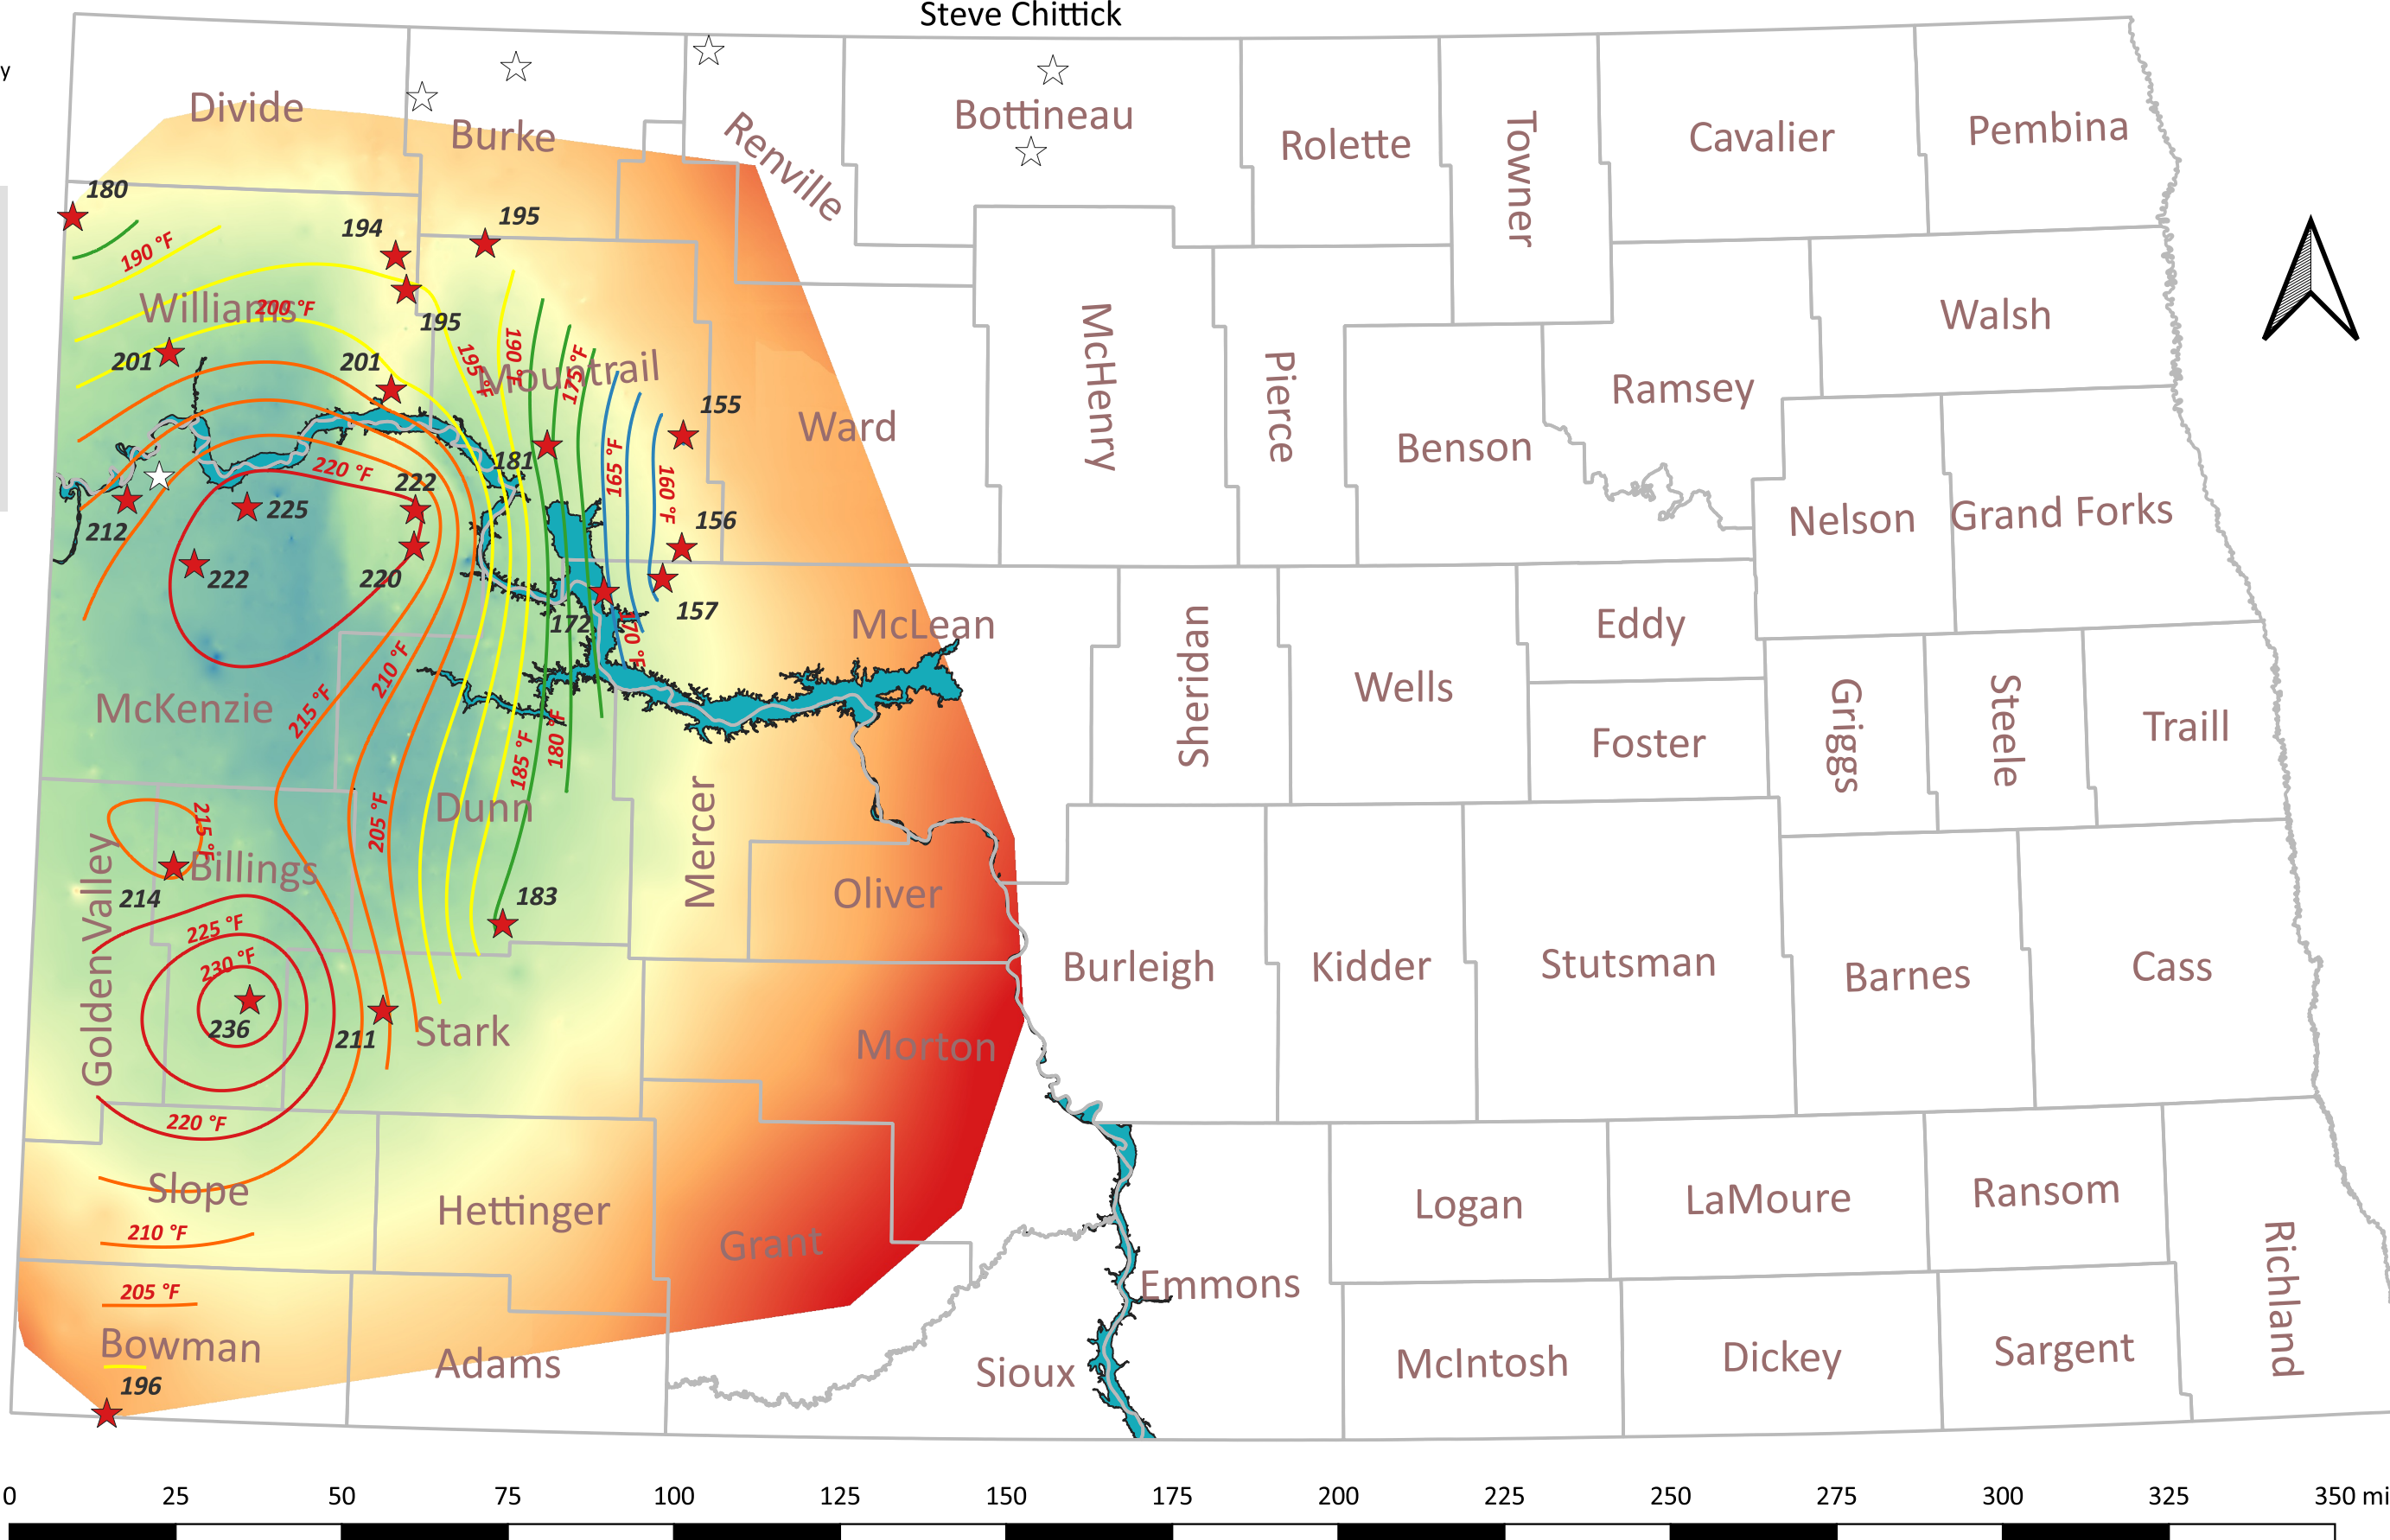 Steve Chittick
y
Divide
Burke
Renville
Bottineau
Rolette
Towner
Cavalier
Pembina
180
190 °F
194
195
Williams
200 °F
195
201
201
195 °F
190 °F
Mountrail
175°F
155
Ward
McHenry
Pierce
Benson
Ramsey
Walsh
220 °F
222
181
165 °F
160 °F
156
212
225
222
220
172
170 °F
157
McLean
Sheridan
Wells
Eddy
Foster
Nelson
Grand Forks
Griggs
Steele
Traill
McKenzie
215 °F
210 °F
185 °F
180 °F
Dunn
205 °F
Mercer
Oliver
215 °F
Golden Valley
Billings
214
183
225 °F
230 °F
236
211
Stark
Morton
Burleigh
Kidder
Stutsman
Barnes
Cass
220 °F
Slope
210 °F
Hettinger
Grant
205 °F
Bowman
196
Adams
Sioux
Emmons
Logan
LaMoure
Ransom
Richland
McIntosh
Dickey
Sargent
0 25 50 75 100 125 150 175 200 225 250 275 300 325 350 mi